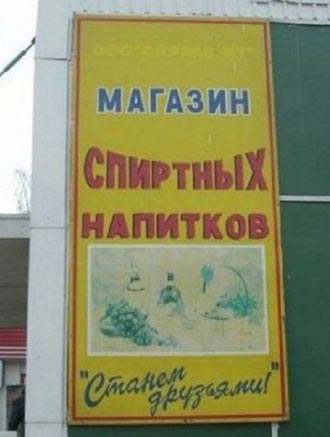 МАГАЗИН
СПИРТНЫХ
НАПИТКОВ
"Станем
друзьями!"